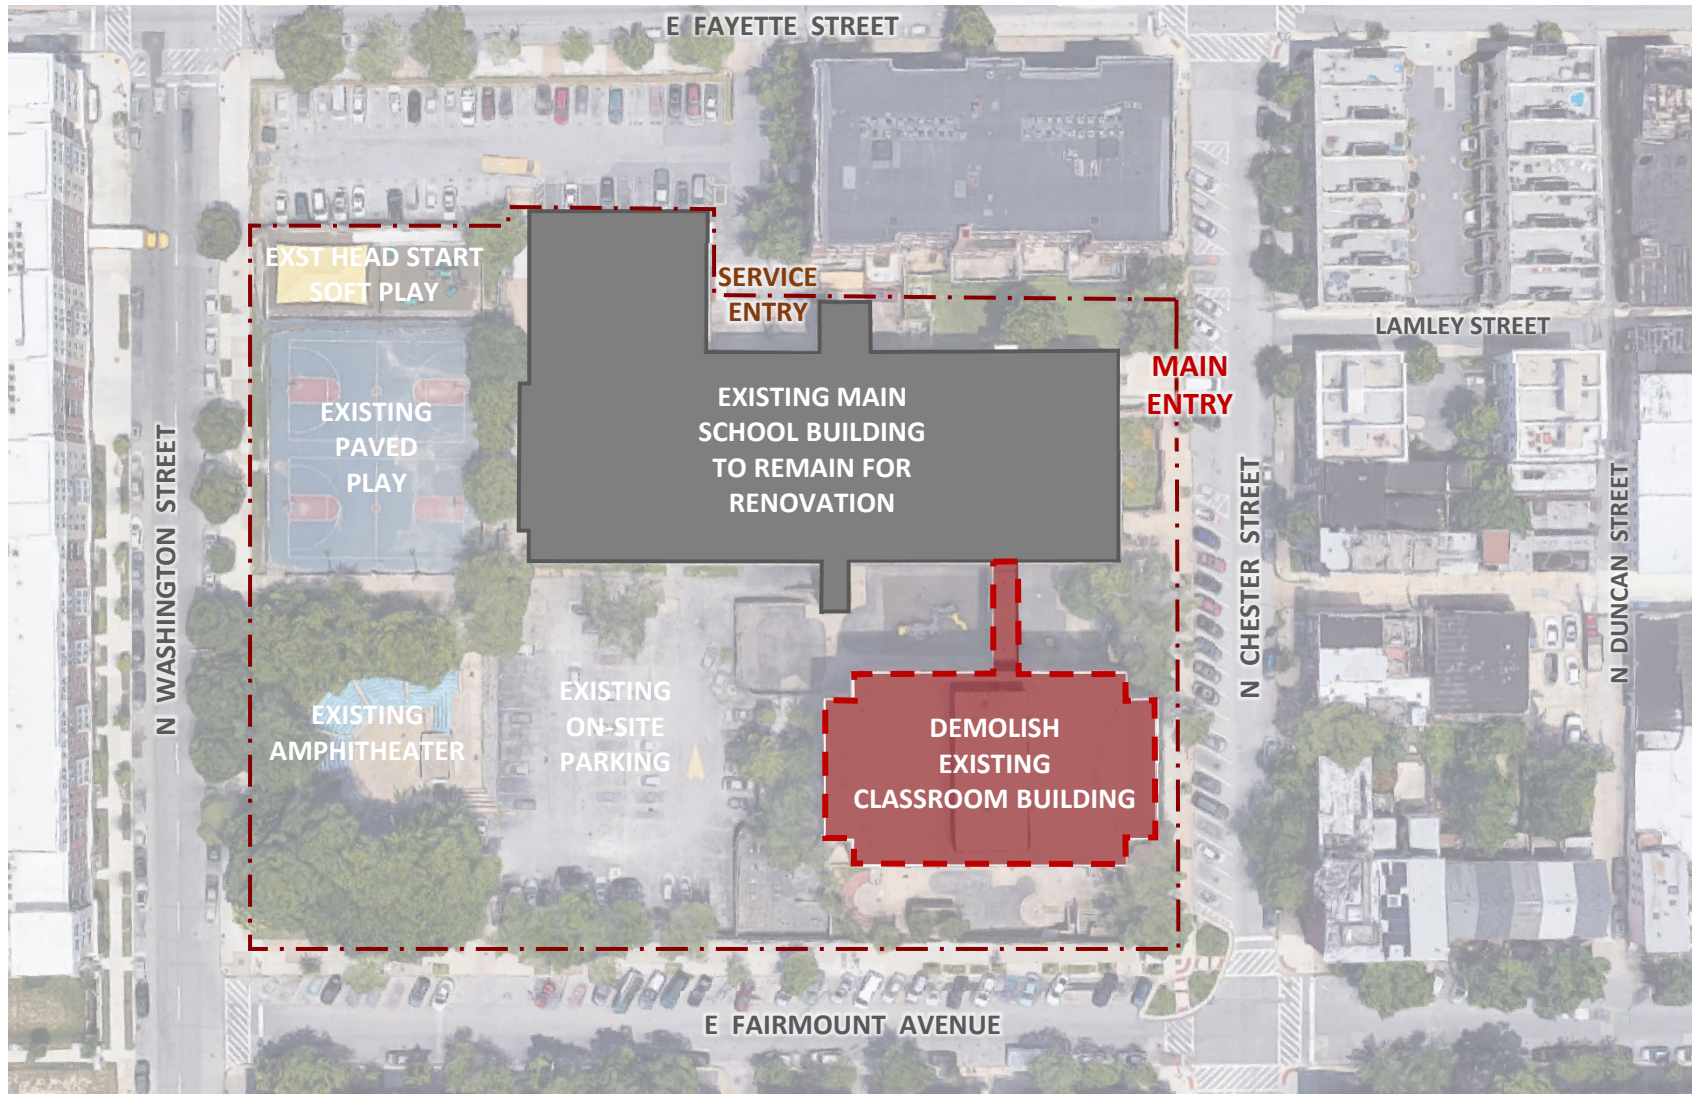 E FAYETTE STREET
EXST HEAD START
SOFT PLAY
SERVICE
ENTRY
LAMLEY STREET
MAIN
ENTRY
EXISTING
PAVED
PLAY
EXISTING MAIN
SCHOOL BUILDING
TO REMAIN FOR
RENOVATION
N WASHINGTON STREET
N CHESTER STREET
N DUNCAN STREET
EXISTING
AMPHITHEATER
EXISTING
ON-SITE
PARKING
DEMOLISH
EXISTING
CLASSROOM BUILDING
E FAIRMOUNT AVENUE